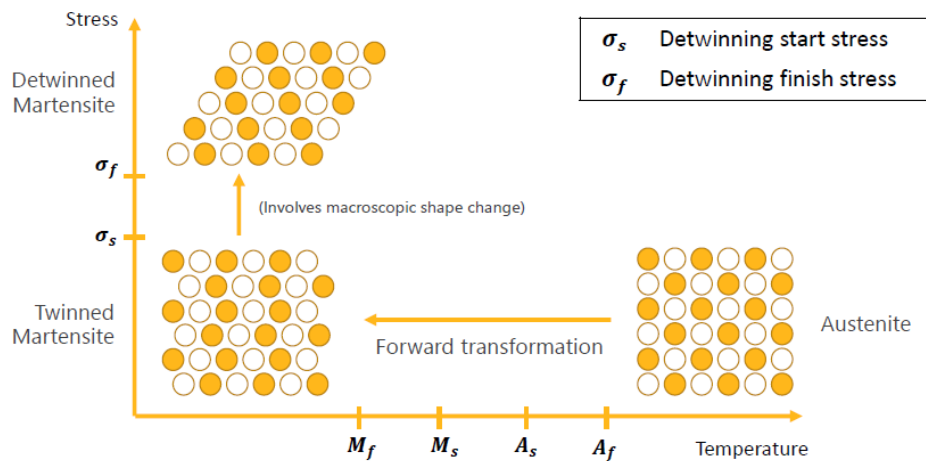 Stress
σs Detwinning start stress
σf Detwinning finish stress
Detwinned
Martensite
σf
(Involves macroscopic shape change)
σs
Twinned
Martensite
Forward transformation
Austenite
Mf Ms As Af
Temperature